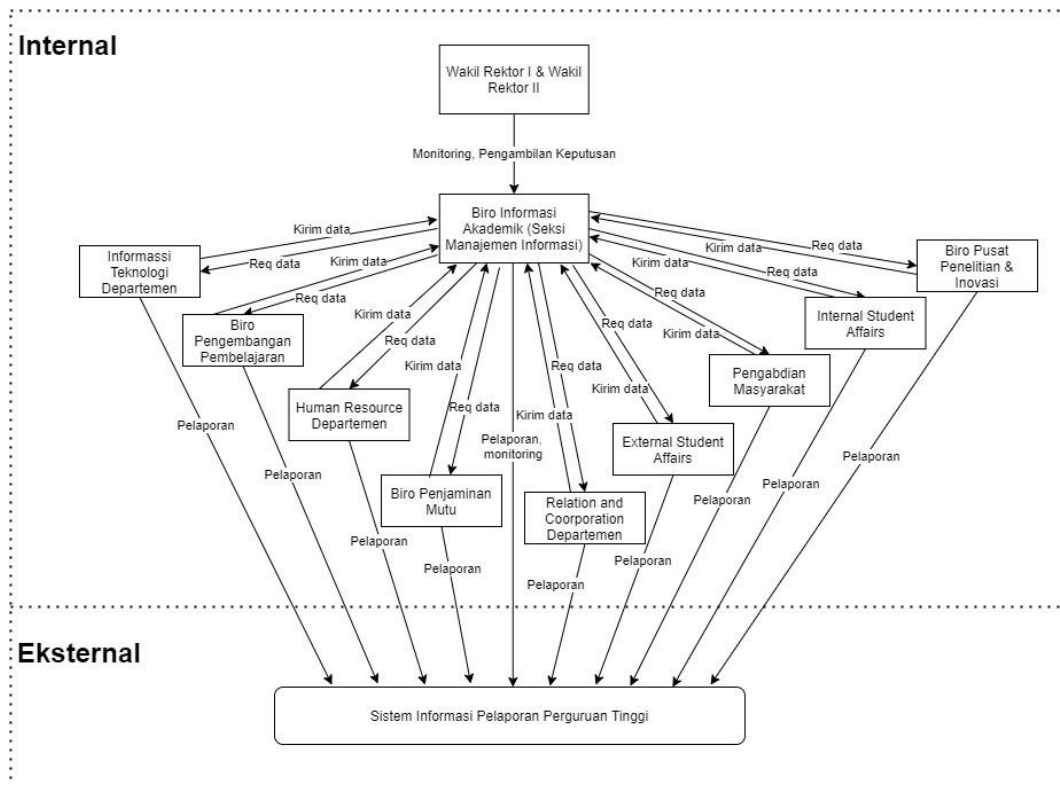 Internal
Wakil Rektor I & Wakil
Rektor II
Monitoring, Pengambilan Keputusan
Biro Informasi
Akademik (Seksi
Manajemen Informasi)
Kirim data
Req data
Informassi
Teknologi
Departemen
Kirim data
Req data
Biro
Pengembangan
Pembelajaran
Kirim data
Req data
Human Resource
Departemen
Kirim data
Req data
Biro Penjaminan
Mutu
Pelaporan,
monitoring
Req data
Kirim data
Relation and
Coorporation
Departemen
Req data
Kirim data
External Student
Affairs
Req data
Kirim data
Pengabdian
Masyarakat
Kirim data
Req data
Internal Student
Affairs
Req data
Kirim data
Biro Pusat
Penelitian &
Inovasi
Pelaporan
Pelaporan
Pelaporan
Pelaporan
Pelaporan
Pelaporan
Pelaporan
Pelaporan
Pelaporan
Eksternal
Sistem Informasi Pelaporan Perguruan Tinggi